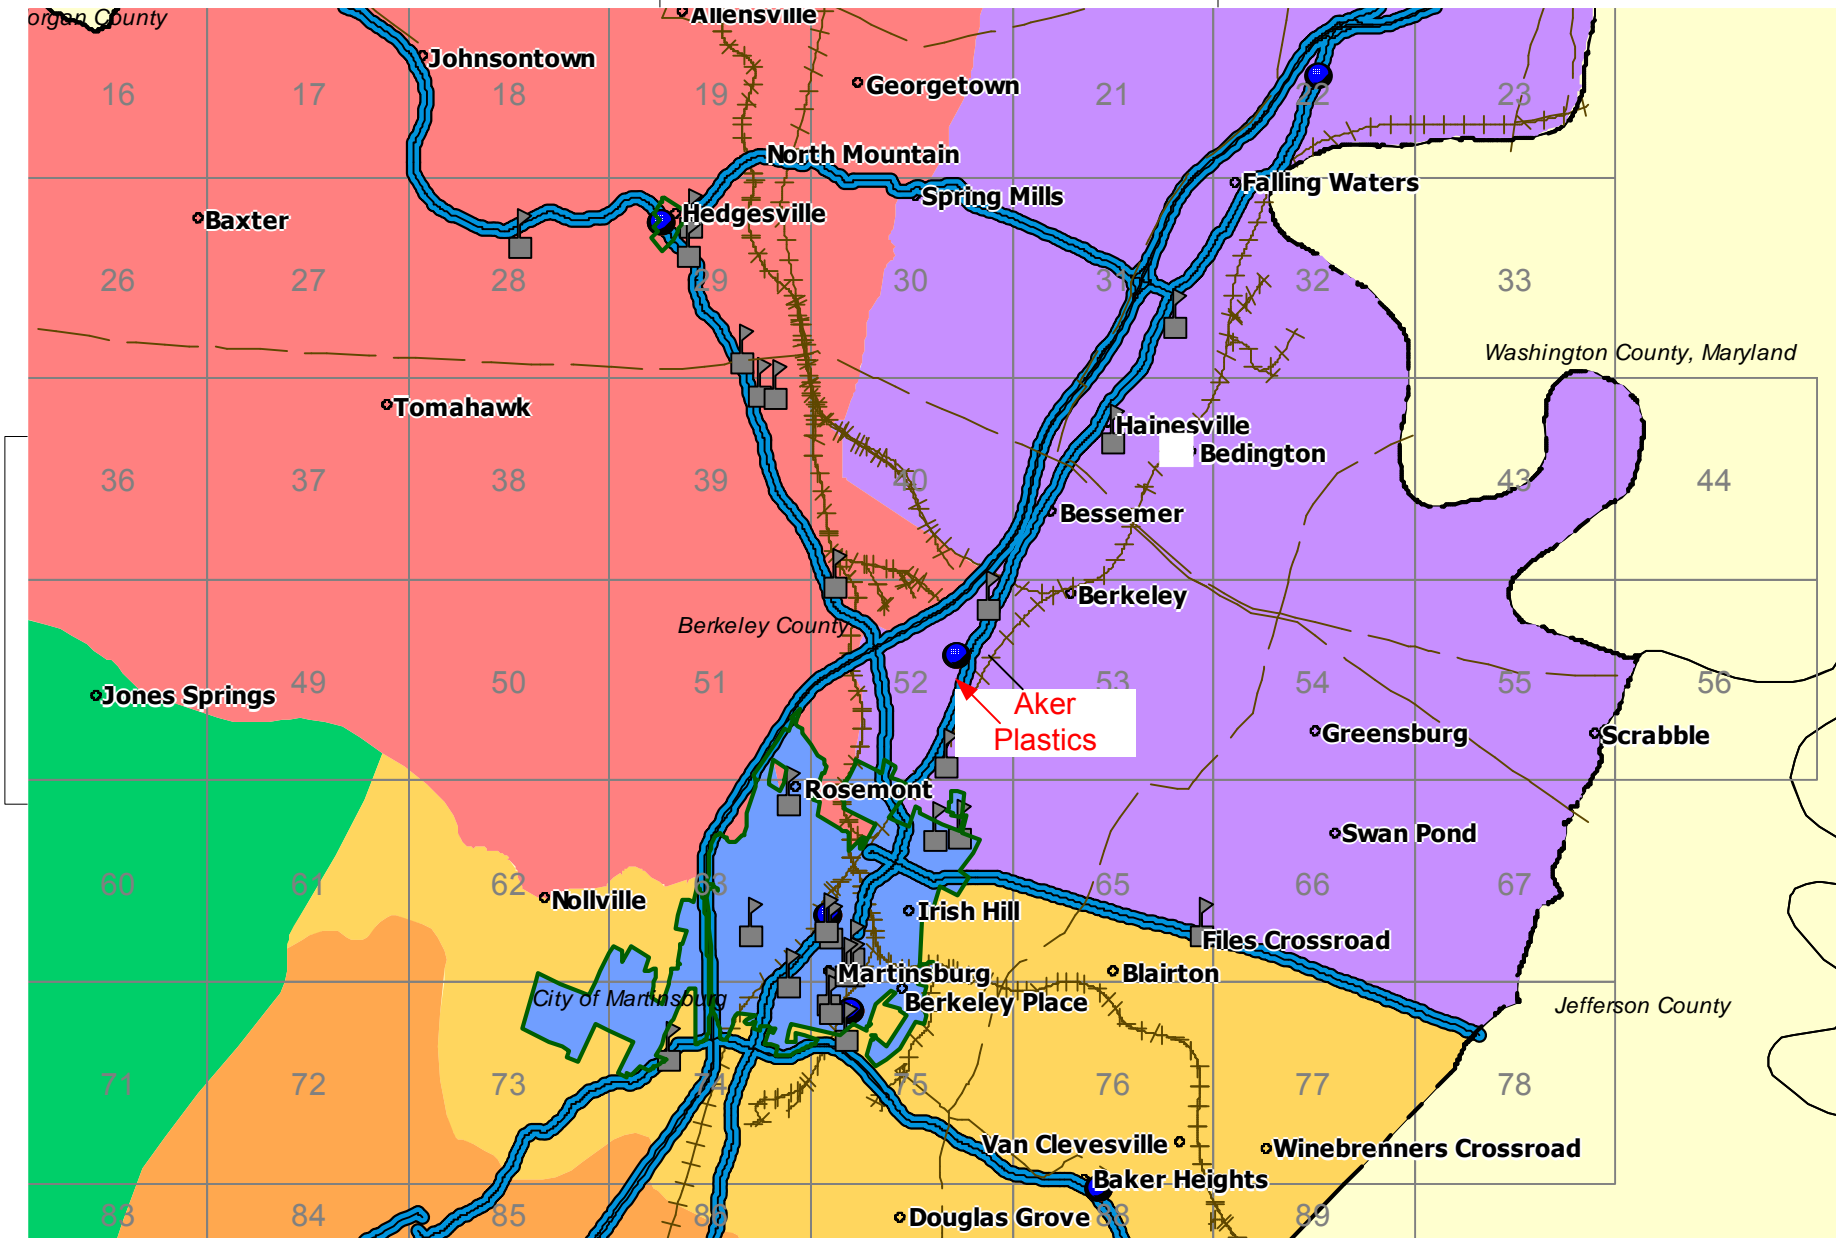 organ County
Allensville
Johnsontown
Georgetown
16
17
18
19
21
22
23
North Mountain
Falling Waters
Spring Mills
Hedgesville
Baxter
26
27
28
29
30
31
32
33
Washington County, Maryland
Tomahawk
Hainesville
Bedington
36
37
38
39
40
43
44
Bessemer
Berkeley
Berkeley County
Jones Springs
49
50
51
52
53
54
55
56
Aker
Plastics
Greensburg
Scrabble
Rosemont
Swan Pond
60
61
62
63
65
66
67
Nollville
Irish Hill
Files Crossroad
Martinsburg
Blairton
City of Martinsburg
Berkeley Place
Jefferson County
71
72
73
74
75
76
77
78
Van Clevesville
Winebrenners Crossroad
Baker Heights
83
84
85
86
Douglas Grove
88
89